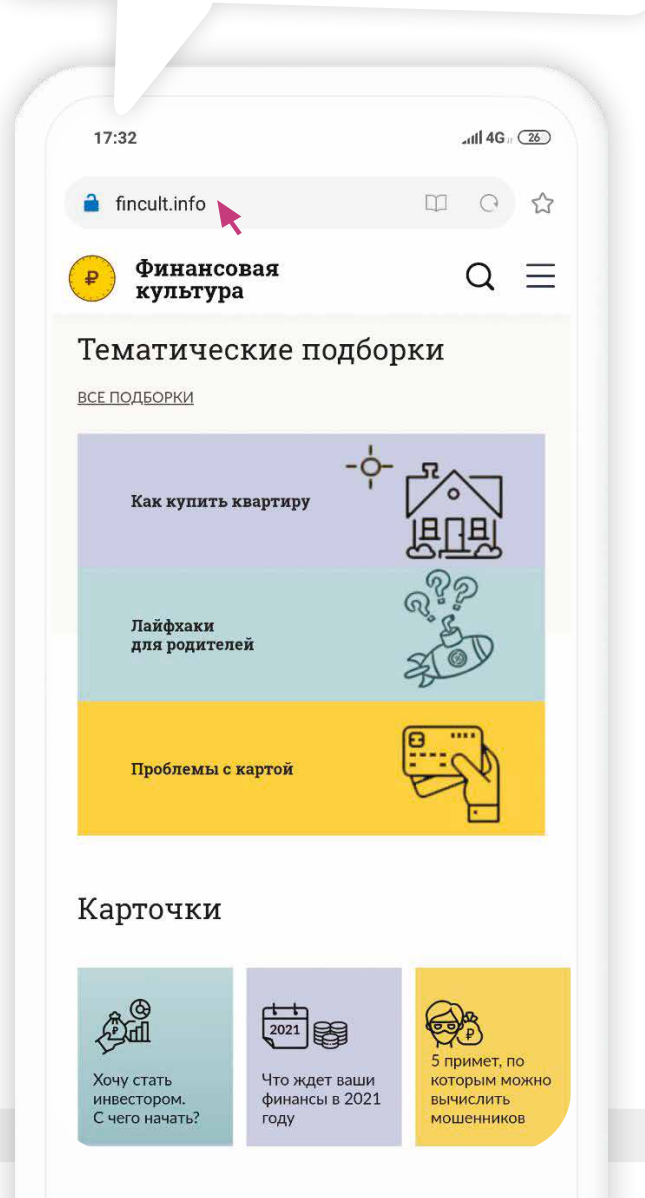 17:32
4G 26
fincult.info
₽
Финансовая
культура
Тематические подборки
ВСЕ ПОДБОРКИ
Как купить квартиру
Лайфхаки
для родителей
Проблемы с картой
Карточки
₽
Хочу стать
инвестором.
С чего начать?
2021
Что ждет ваши
финансы в 2021
году
₽
5 примет, по
которым можно
вычислить
мошенников